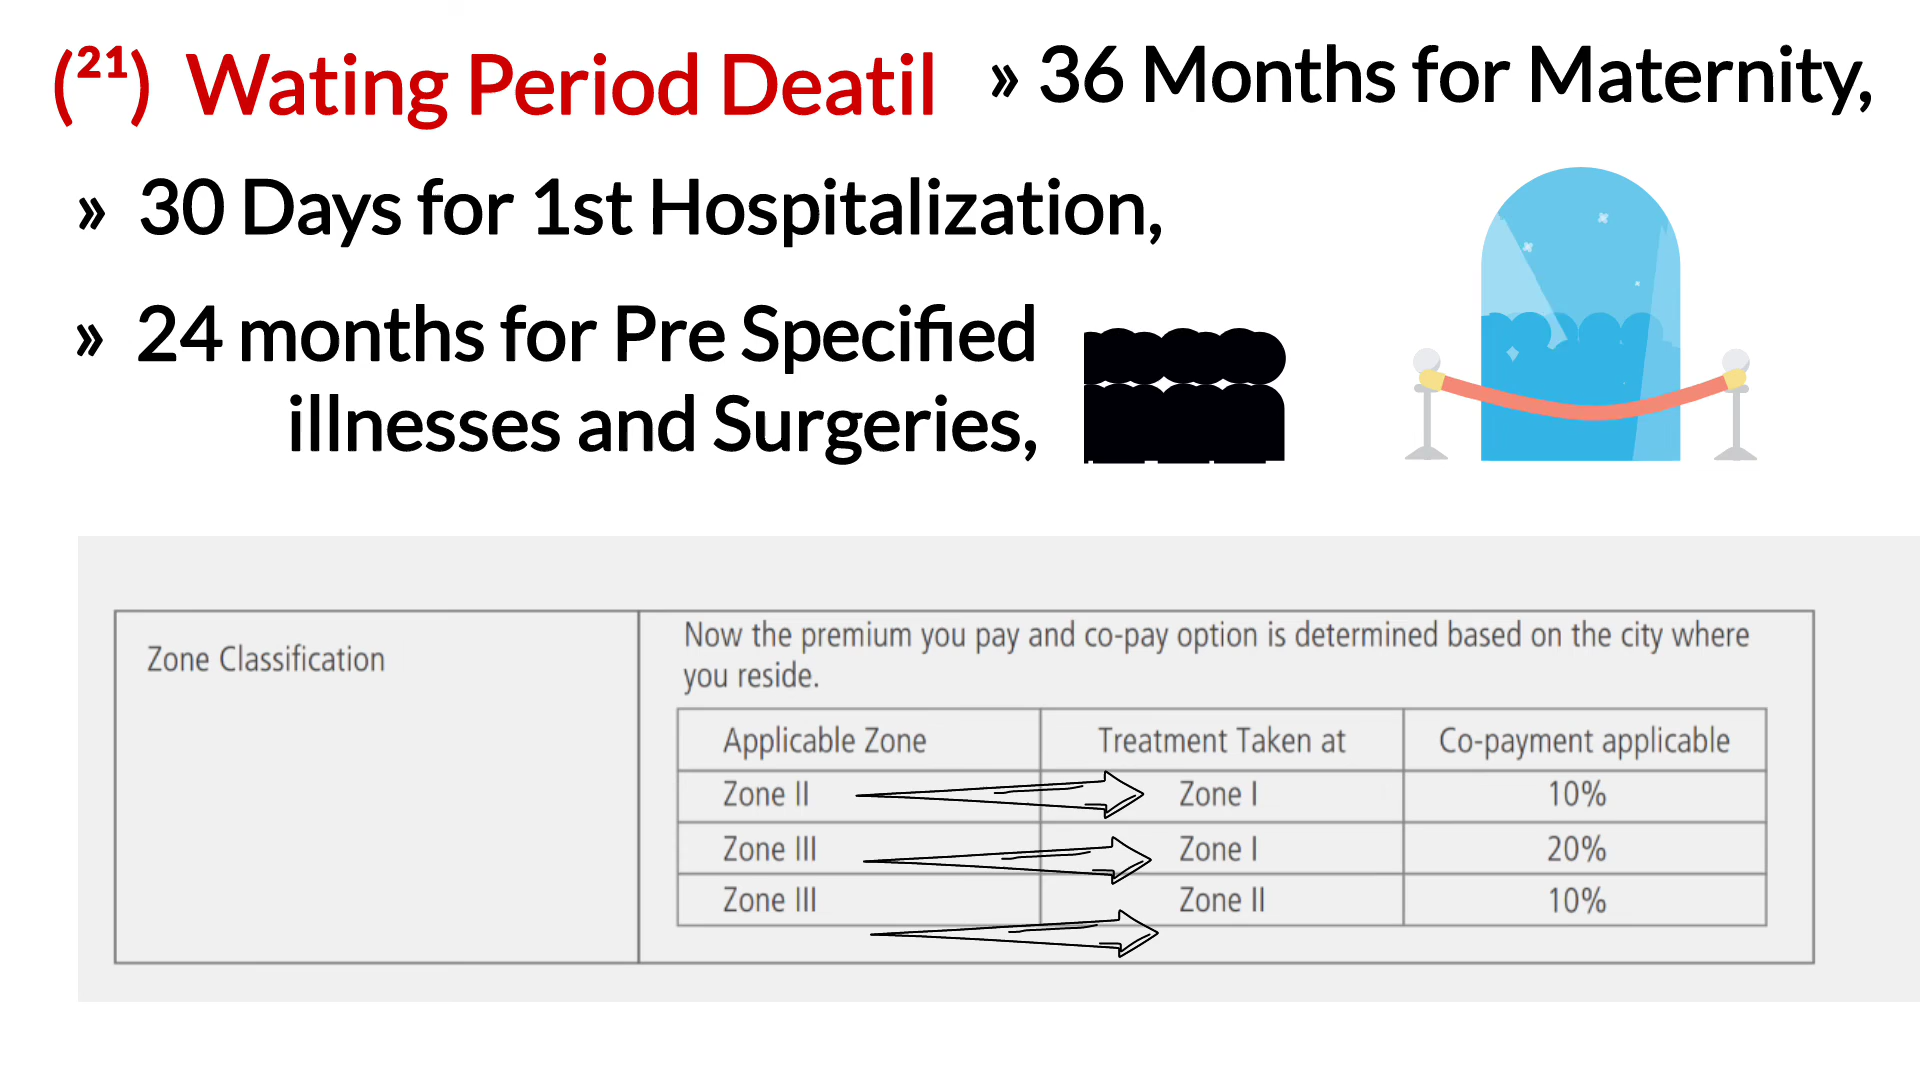 (²¹) Wating Period Deatil
» 36 Months for Maternity,
» 30 Days for 1st Hospitalization,
» 24 months for Pre Specified
illnesses and Surgeries,
Zone Classification
Now the premium you pay and co-pay option is determined based on the city where
you reside.
Applicable Zone Treatment Taken at Co-payment applicable
Zone II Zone I 10%
Zone III Zone I 20%
Zone III Zone II 10%